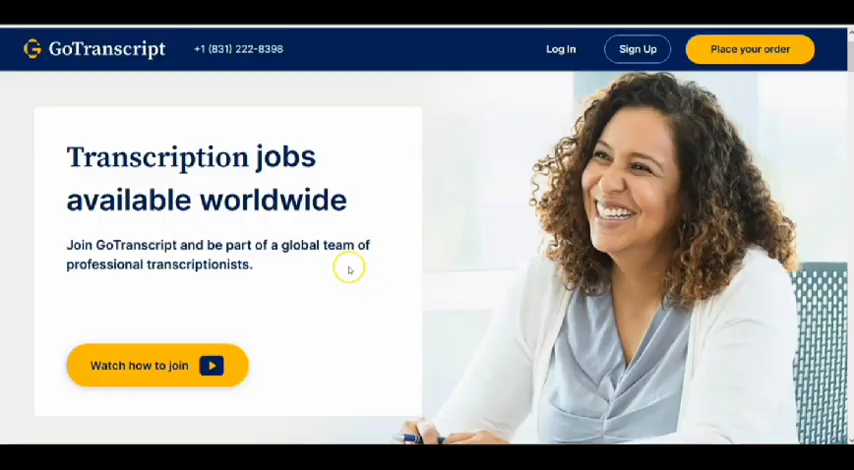 GoTranscript
+1 (831) 222-8398
Log In
Sign Up
Place your order
Transcription jobs
available worldwide
Join GoTranscript and be part of a global team of
professional transcriptionists.
Watch how to join